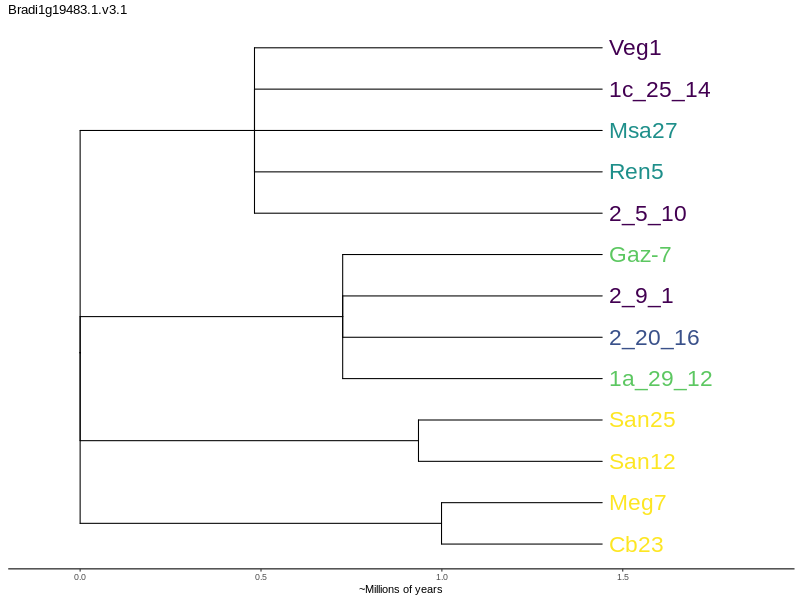 Bradi1g19483.1.v3.1
Veg1
1c_25_14
Msa27
Ren5
2_5_10
Gaz-7
2_9_1
2_20_16
1a_29_12
San25
San12
Meg7
Cb23
0.0 0.5 1.0 1.5
~Millions of years